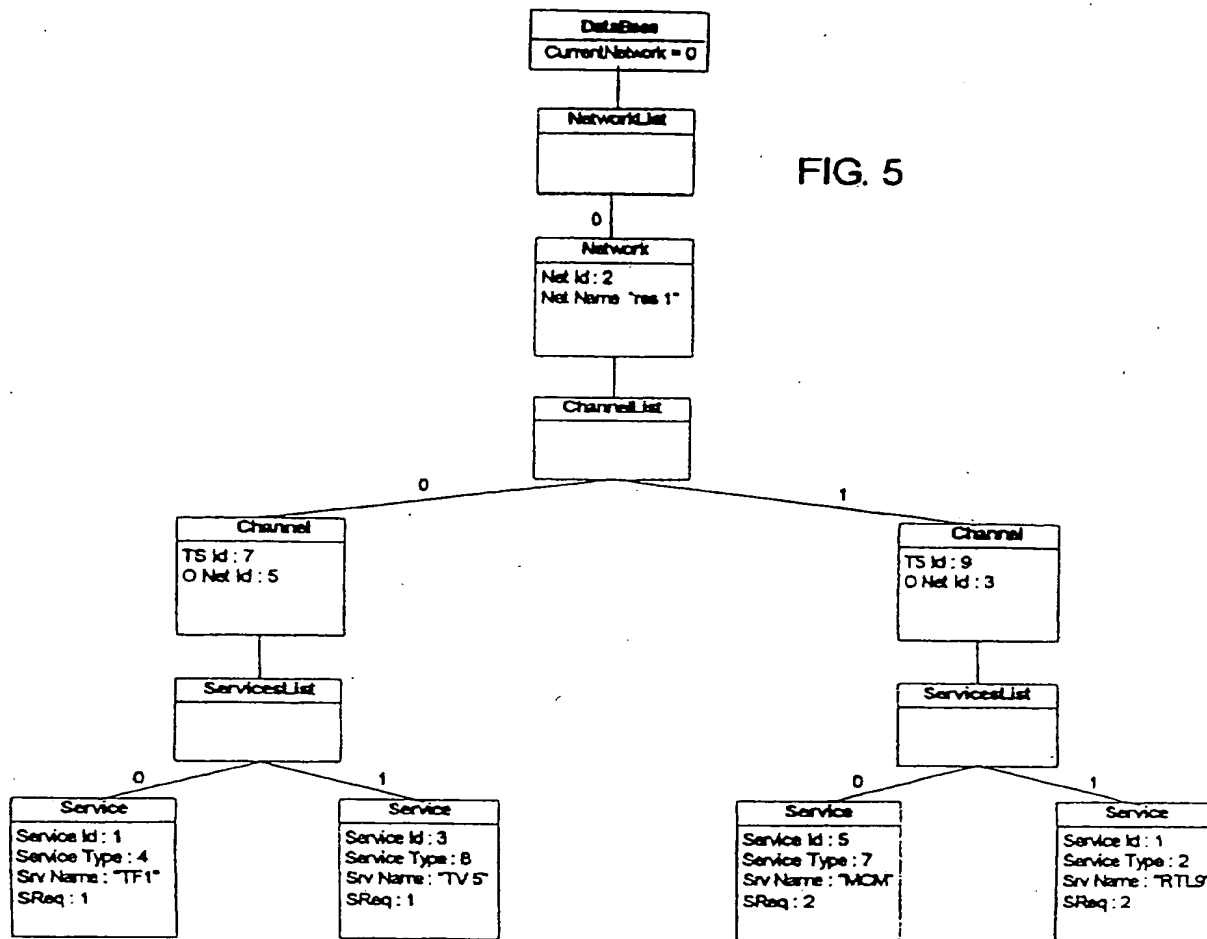 DataBase
CurrentNetwork = 0
NetworkList
FIG. 5
0
Network
Net Id : 2
Net Name "res 1"
ChannelList
0
1
Channel
TS Id : 7
O Net Id : 5
Channel
TS Id : 9
O Net Id : 3
ServicesList
ServicesList
0
1
0
1
Service
Service Id : 1
Service Type : 4
Srv Name : "TF1"
SReq : 1
Service
Service Id : 3
Service Type : 8
Srv Name : "TV 5"
SReq : 1
Service
Service Id : 5
Service Type : 7
Srv Name : "MCM"
SReq : 2
Service
Service Id : 1
Service Type : 2
Srv Name : "RTL9"
SReq : 2